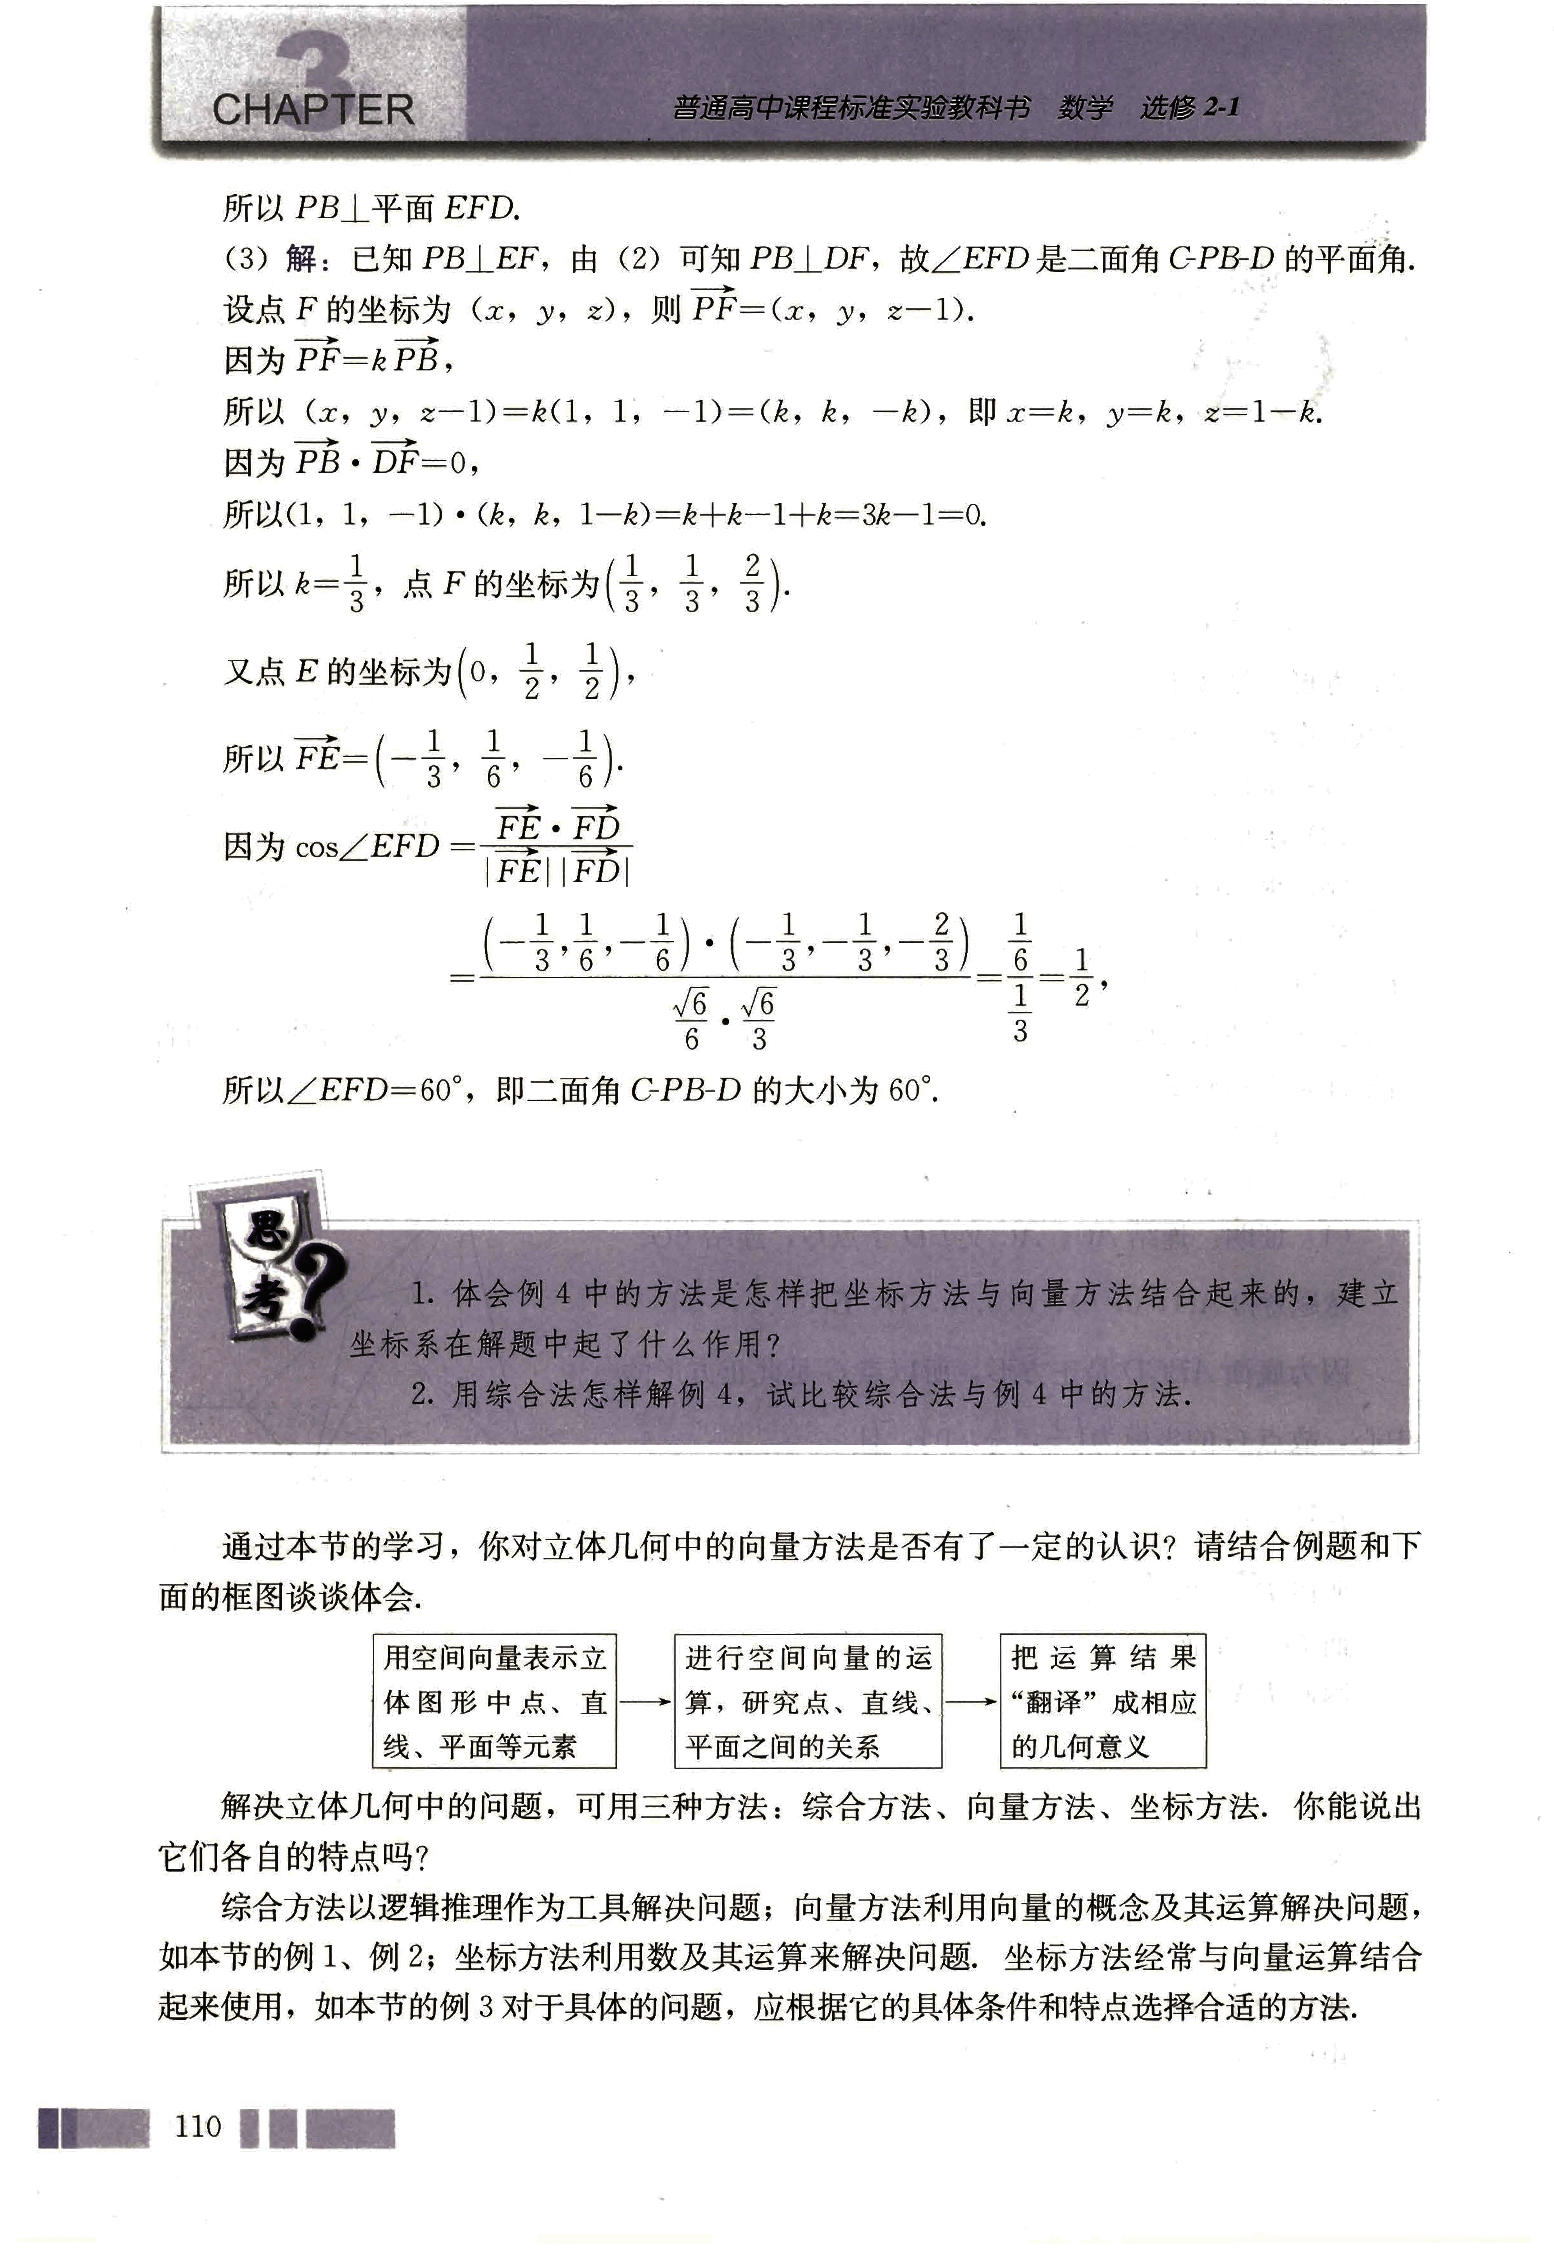 3
CHAPTER
普通高中课程标准实验教科书 数学 选修 2-1
所以 PB⊥平面 EFD.
(3) 解：已知 PB⊥EF，由 (2) 可知 PB⊥DF，故∠EFD 是二面角 C-PB-D 的平面角.
设点 F 的坐标为 (x，y，z)，则 $\overrightarrow{PF}$=(x，y，z－1).
因为 $\overrightarrow{PF}$=k$\overrightarrow{PB}$，
所以 (x，y，z－1)=k(1，1，－1)=(k，k，－k)，即 x=k，y=k，z=1－k.
因为 $\overrightarrow{PB}$·$\overrightarrow{DF}$=0，
所以(1，1，－1)·(k，k，1－k)=k+k－1+k=3k－1=0.
所以 k=$\frac{1}{3}$，点 F 的坐标为$\left(\frac{1}{3}，\frac{1}{3}，\frac{2}{3}\right)$.
又点 E 的坐标为$\left(0，\frac{1}{2}，\frac{1}{2}\right)$，
所以 $\overrightarrow{FE}$=$\left(-\frac{1}{3}，\frac{1}{6}，-\frac{1}{6}\right)$.
因为 cos∠EFD=$\frac{\overrightarrow{FE}·\overrightarrow{FD}}{|\overrightarrow{FE}||\overrightarrow{FD}|}$
=$\frac{\left(-\frac{1}{3},\frac{1}{6},-\frac{1}{6}\right)·\left(-\frac{1}{3},-\frac{1}{3},-\frac{2}{3}\right)}{\frac{\sqrt{6}}{6}·\frac{\sqrt{6}}{3}}=\frac{\frac{1}{6}}{\frac{1}{3}}=\frac{1}{2}$，
所以∠EFD=60°，即二面角 C-PB-D 的大小为 60°.
思考？
1. 体会例 4 中的方法是怎样把坐标方法与向量方法结合起来的，建立
坐标系在解题中起了什么作用？
2. 用综合法怎样解例 4，试比较综合法与例 4 中的方法.
通过本节的学习，你对立体几何中的向量方法是否有了一定的认识？请结合例题和下
面的框图谈谈体会.
用空间向量表示立
体图形中点、直
线、平面等元素
进行空间向量的运
算，研究点、直线、
平面之间的关系
把运算结果
“翻译”成相应
的几何意义
解决立体几何中的问题，可用三种方法：综合方法、向量方法、坐标方法. 你能说出
它们各自的特点吗？
综合方法以逻辑推理作为工具解决问题；向量方法利用向量的概念及其运算解决问题，
如本节的例 1、例 2；坐标方法利用数及其运算来解决问题. 坐标方法经常与向量运算结合
起来使用，如本节的例 3 对于具体的问题，应根据它的具体条件和特点选择合适的方法.
110